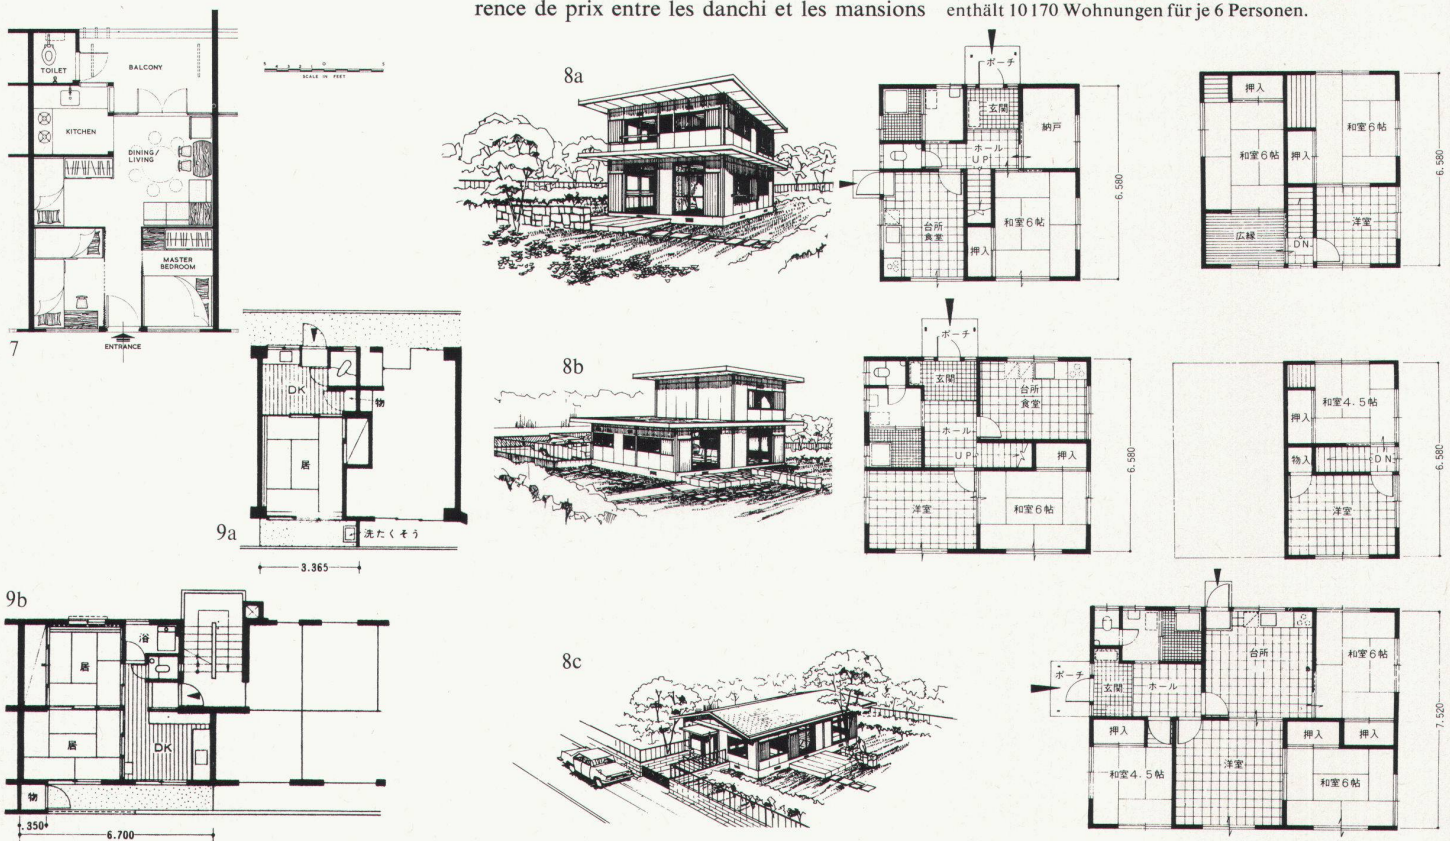 rence de prix entre les danchi et les mansions
enthält 10170 Wohnungen für je 6 Personen.
TOILET
BALCONY
SCALE IN FEET
KITCHEN
DINING/
LIVING
MASTER
BEDROOM
ENTRANCE
7
8a
ポーチ
玄関
納戸
ホール
UP
台所
食堂
和室6帖
押入
6.580
押入
和室6帖
和室6帖
押入
広縁
DN
洋室
6.580
8b
ポーチ
玄関
台所
食堂
ホール
UP
押入
洋室
和室6帖
6.580
和室4.5帖
押入
物入
DN
洋室
6.580
9a
DK
物
居
洗たくそう
3.365
9b
浴
居
居
DK
物
.350
6.700
8c
ポーチ
玄関
ホール
台所
和室6帖
押入
和室4.5帖
洋室
押入
押入
和室6帖
7.520